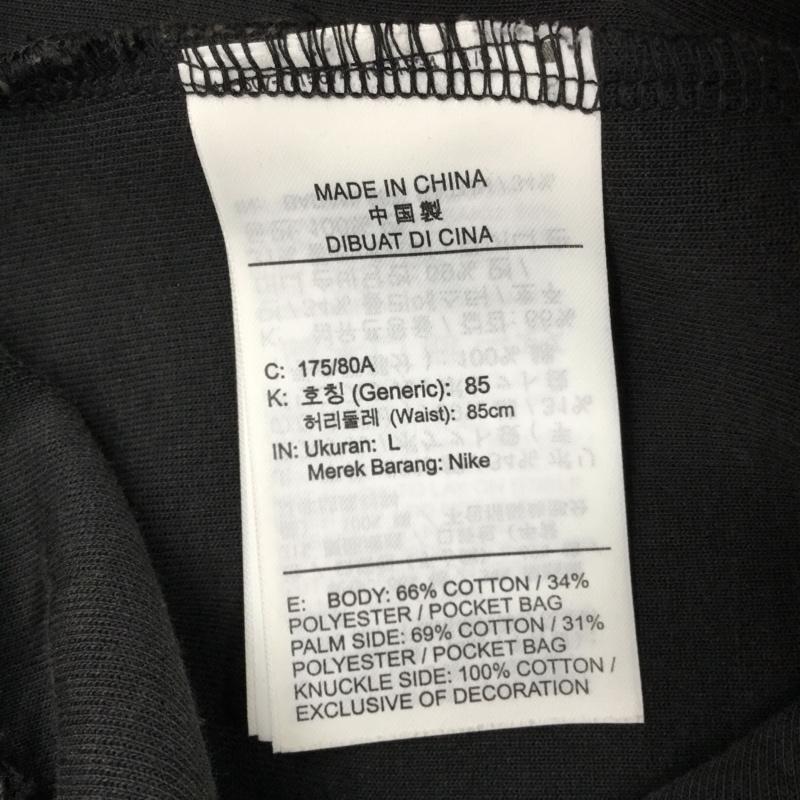 MADE IN CHINA
中国製
DIBUAT DI CINA
C: 175/80A
K: 호칭 (Generic): 85
허리둘레 (Waist): 85cm
IN: Ukuran: L
Merek Barang: Nike
E: BODY: 66% COTTON / 34%
POLYESTER / POCKET BAG
PALM SIDE: 69% COTTON / 31%
POLYESTER / POCKET BAG
KNUCKLE SIDE: 100% COTTON /
EXCLUSIVE OF DECORATION